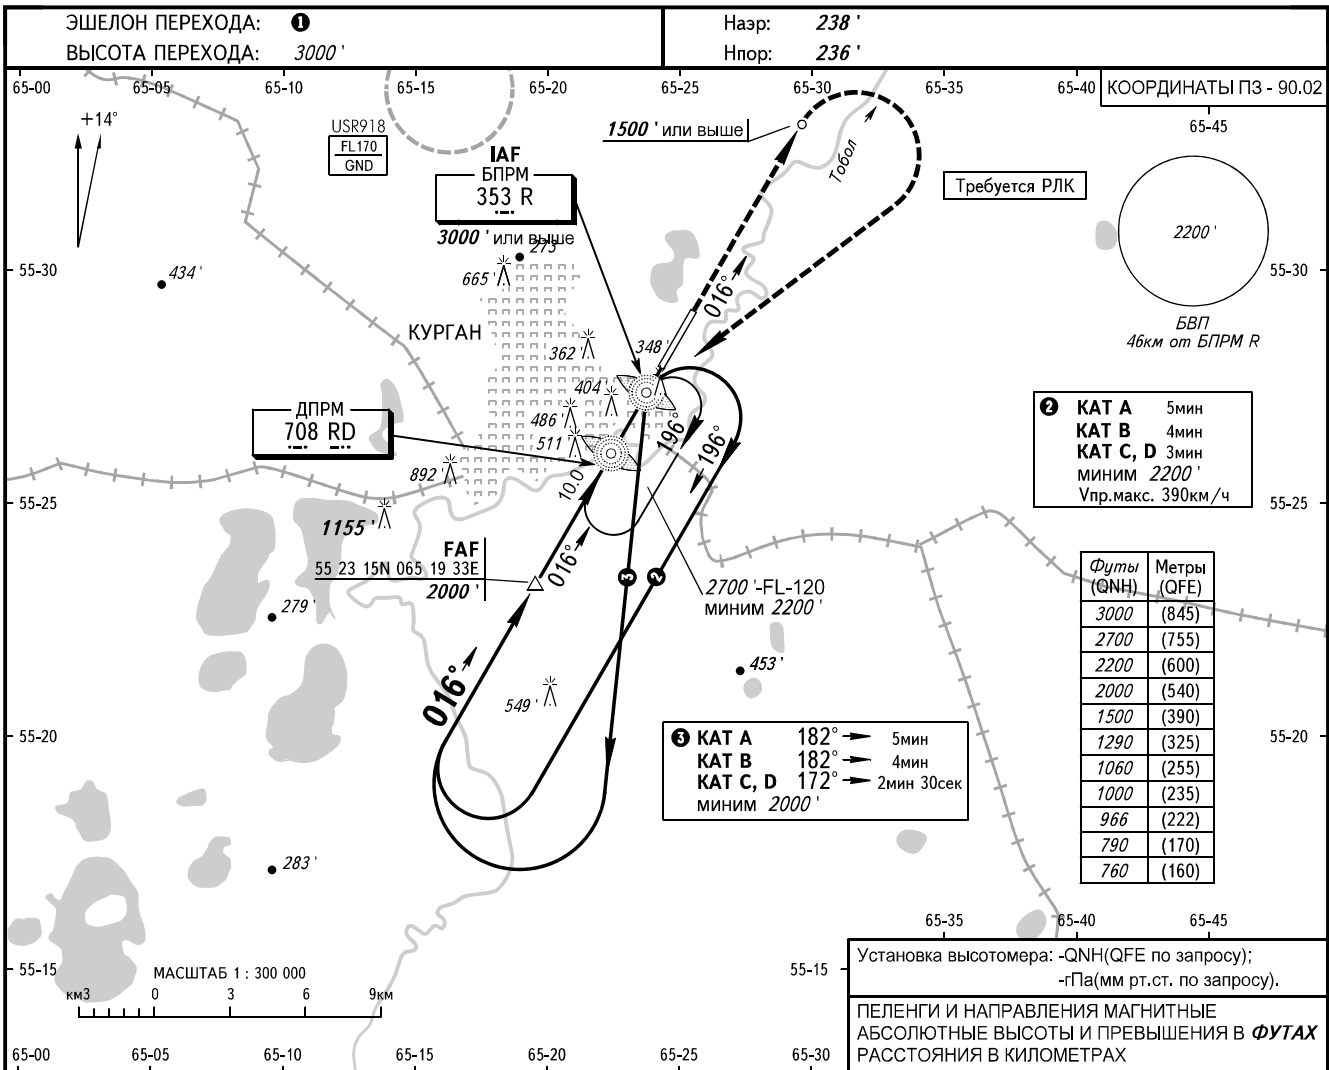 ЭШЕЛОН ПЕРЕХОДА: 1
ВЫСОТА ПЕРЕХОДА: 3000 '
Наэр: 238 '
Нпор: 236 '
65-00 65-05 65-10 65-15 65-20 65-25 65-30 65-35 65-40
КООРДИНАТЫ ПЗ - 90.02
65-45
+14°
USR918
FL170
GND
1500 ' или выше
Тобол
IAF
БПРМ
353 R
3000 ' или выше
Требуется РЛК
2200 '
БВП
46км от БПРМ R
273
665 '
434 '
55-30
55-30
016°
КУРГАН
362 '
348 '
404
486 '
511
ДПРМ
708 RD
892 '
196°
196°
10.0
2 КАТ A 5мин
КАТ B 4мин
КАТ C, D 3мин
миним 2200 '
Vпр.макс. 390км/ч
55-25
55-25
1155 '
FAF
55 23 15N 065 19 33E
2000 '
016°
3
2
2700 '-FL-120
миним 2200 '
279 '
016°
549 '
453 '
Футы (QNH) Метры (QFE)
3000 (845)
2700 (755)
2200 (600)
2000 (540)
1500 (390)
1290 (325)
1060 (255)
1000 (235)
966 (222)
790 (170)
760 (160)
3 КАТ A 182° 5мин
КАТ B 182° 4мин
КАТ C, D 172° 2мин 30сек
миним 2000 '
55-20
55-20
283 '
65-35 65-40 65-45
55-15
55-15
МАСШТАБ 1 : 300 000
км3 0 3 6 9км
Установка высотомера: -QNH(QFE по запросу);
-гПа(мм рт.ст. по запросу).
ПЕЛЕНГИ И НАПРАВЛЕНИЯ МАГНИТНЫЕ
АБСОЛЮТНЫЕ ВЫСОТЫ И ПРЕВЫШЕНИЯ В ФУТАХ
РАССТОЯНИЯ В КИЛОМЕТРАХ
65-00 65-05 65-10 65-15 65-20 65-25 65-30